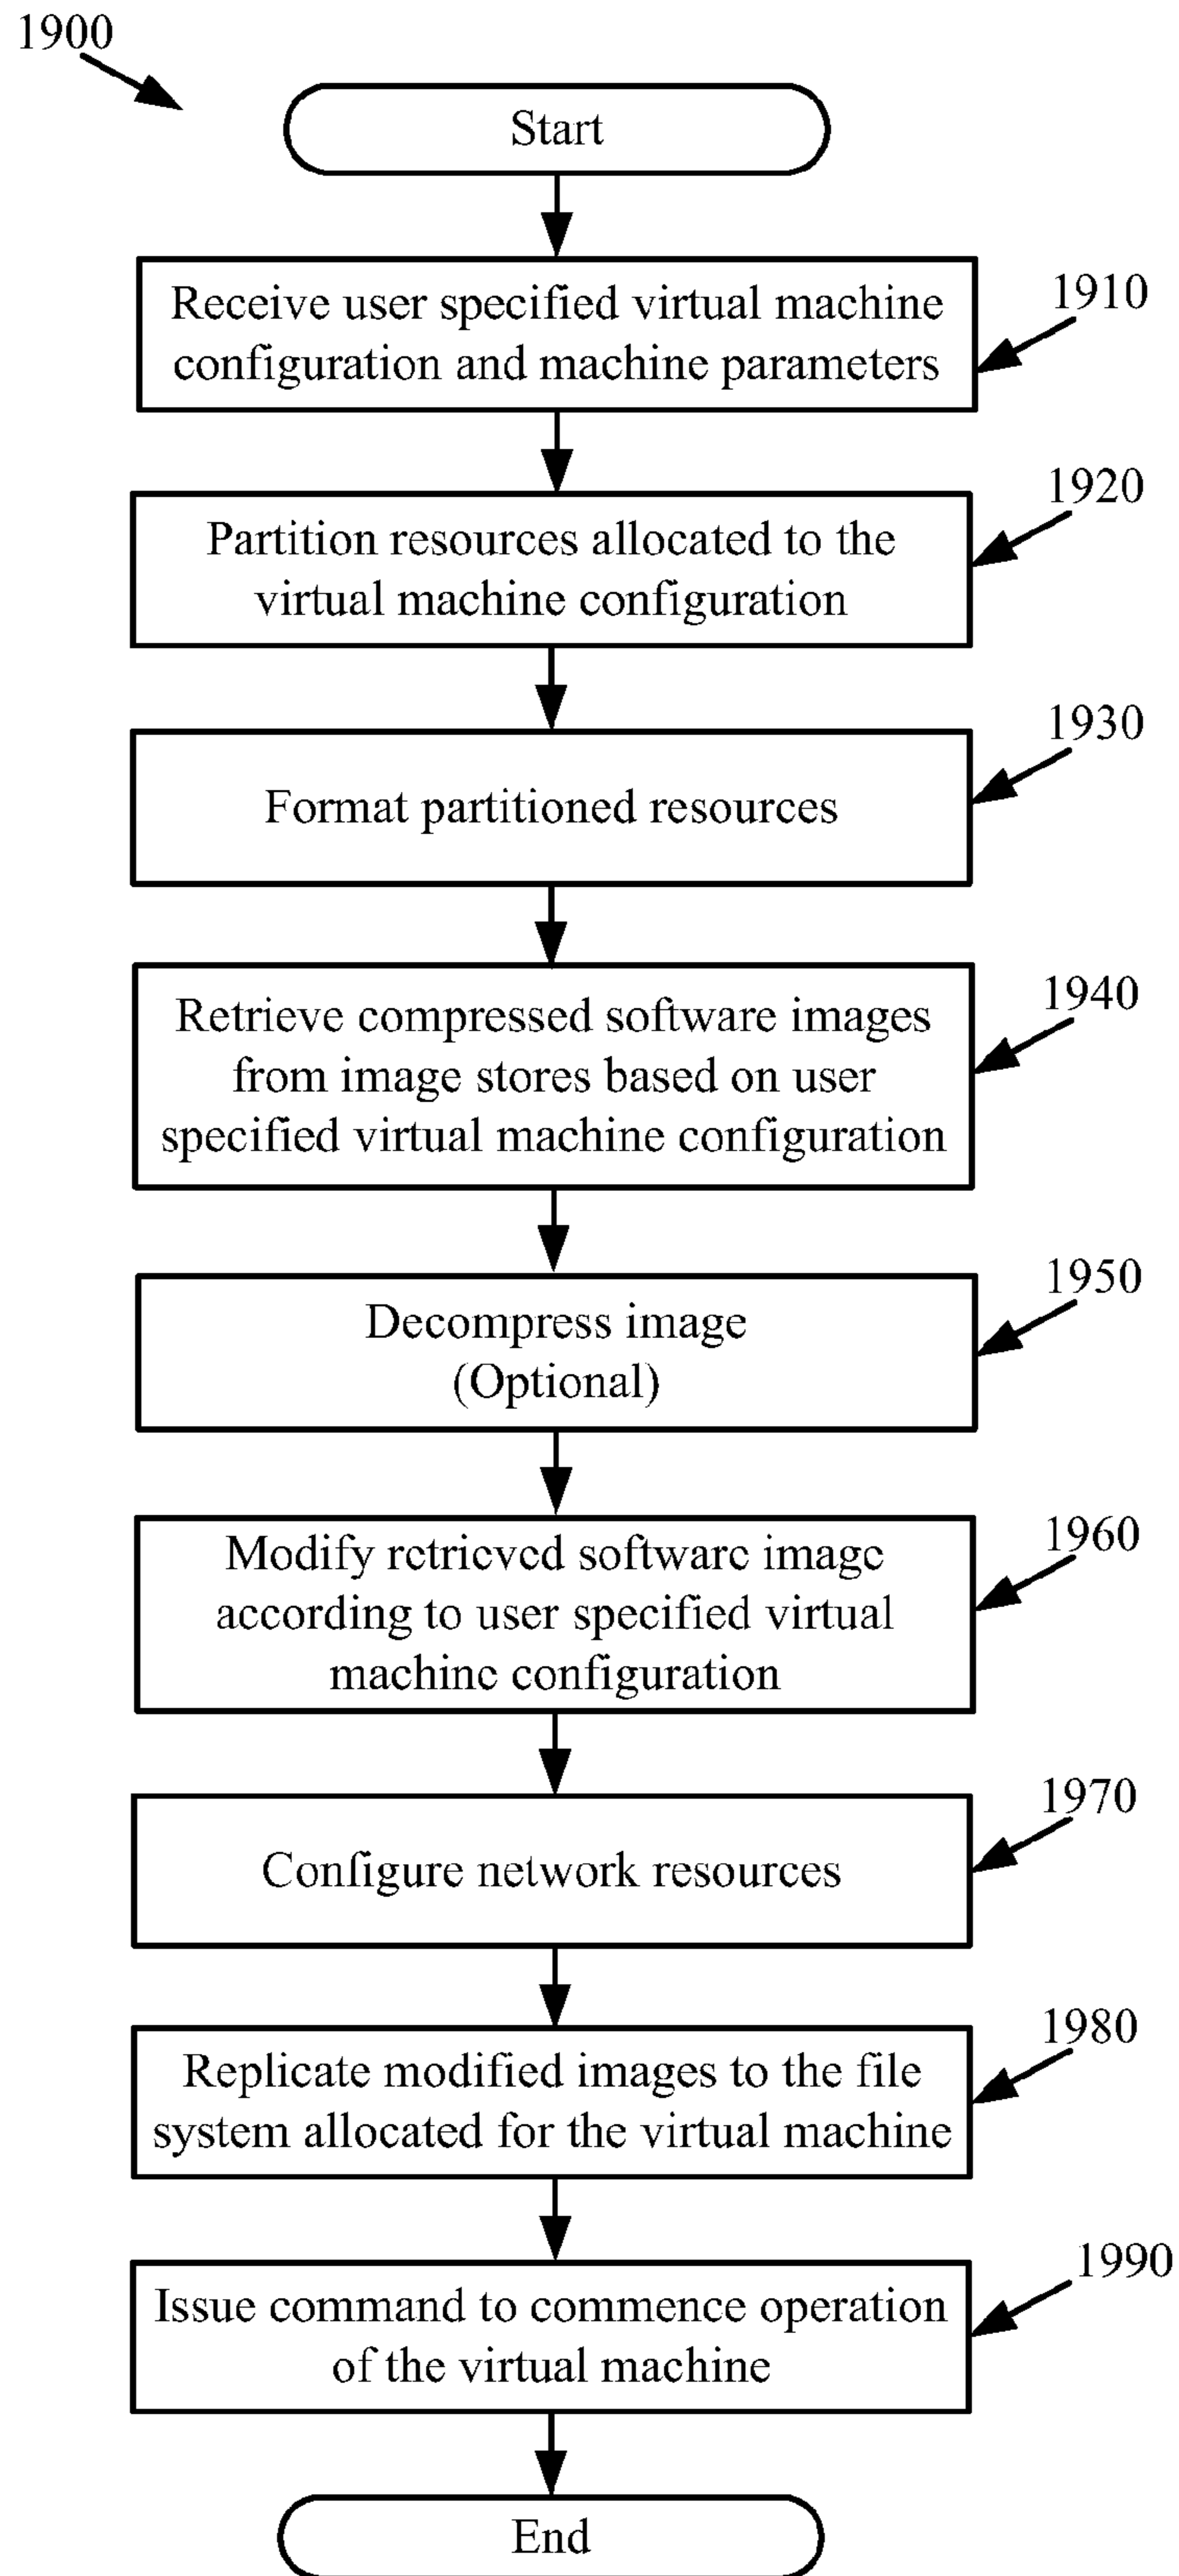 1900
Start
Receive user specified virtual machine
configuration and machine parameters
1910
Partition resources allocated to the
virtual machine configuration
1920
Format partitioned resources
1930
Retrieve compressed software images
from image stores based on user
specified virtual machine configuration
1940
Decompress image
(Optional)
1950
Modify retrieved software image
according to user specified virtual
machine configuration
1960
Configure network resources
1970
Replicate modified images to the file
system allocated for the virtual machine
1980
Issue command to commence operation
of the virtual machine
1990
End